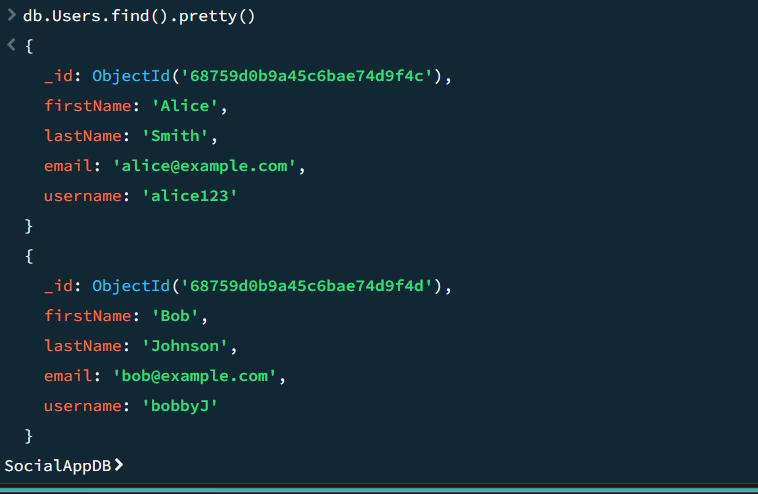 > db.Users.find().pretty()
< {
_id: ObjectId('68759d0b9a45c6bae74d9f4c'),
firstName: 'Alice',
lastName: 'Smith',
email: 'alice@example.com',
username: 'alice123'
}
{
_id: ObjectId('68759d0b9a45c6bae74d9f4d'),
firstName: 'Bob',
lastName: 'Johnson',
email: 'bob@example.com',
username: 'bobbyJ'
}
SocialAppDB>